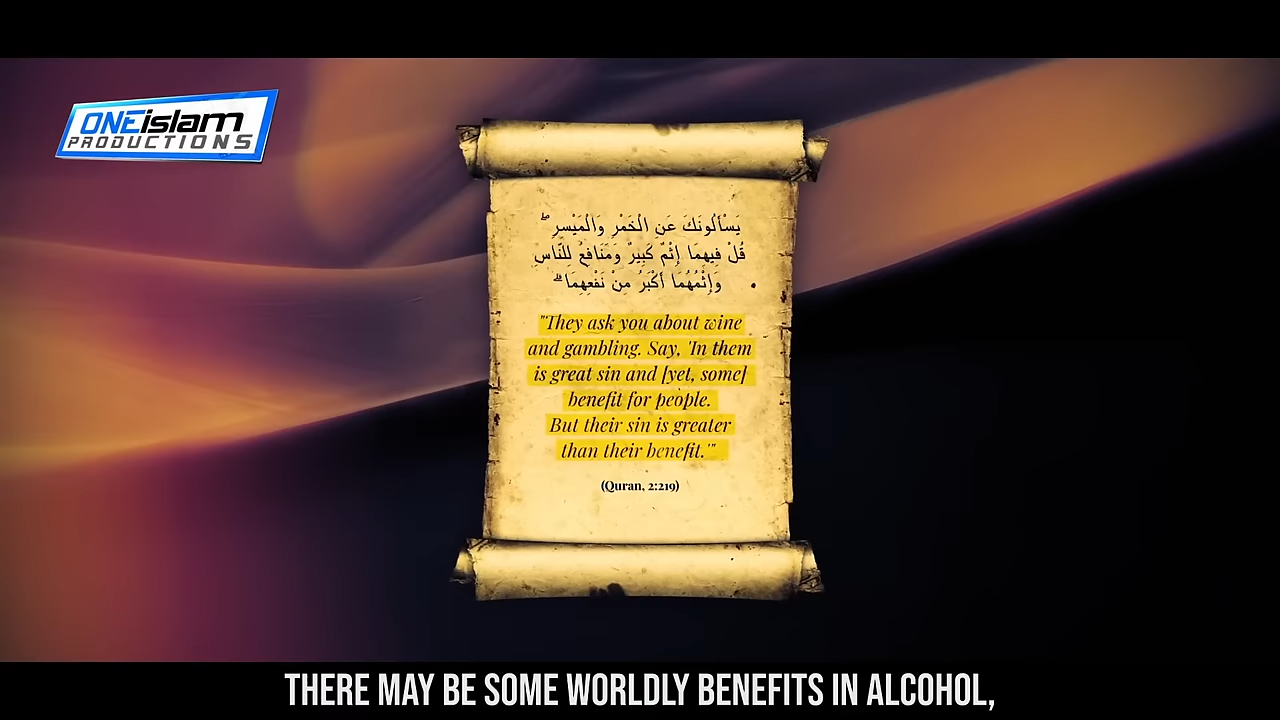 ONEislam
PRODUCTIONS
يَسْأَلُونَكَ عَنِ الْخَمْرِ وَالْمَيْسِرِ ۖ
قُلْ فِيهِمَا إِثْمٌ كَبِيرٌ وَمَنَافِعُ لِلنَّاسِ
وَإِثْمُهُمَا أَكْبَرُ مِنْ نَفْعِهِمَا ۗ
"They ask you about wine
and gambling. Say, 'In them
is great sin and [yet, some]
benefit for people.
But their sin is greater
than their benefit.'"
(Quran, 2:219)
THERE MAY BE SOME WORLDLY BENEFITS IN ALCOHOL,